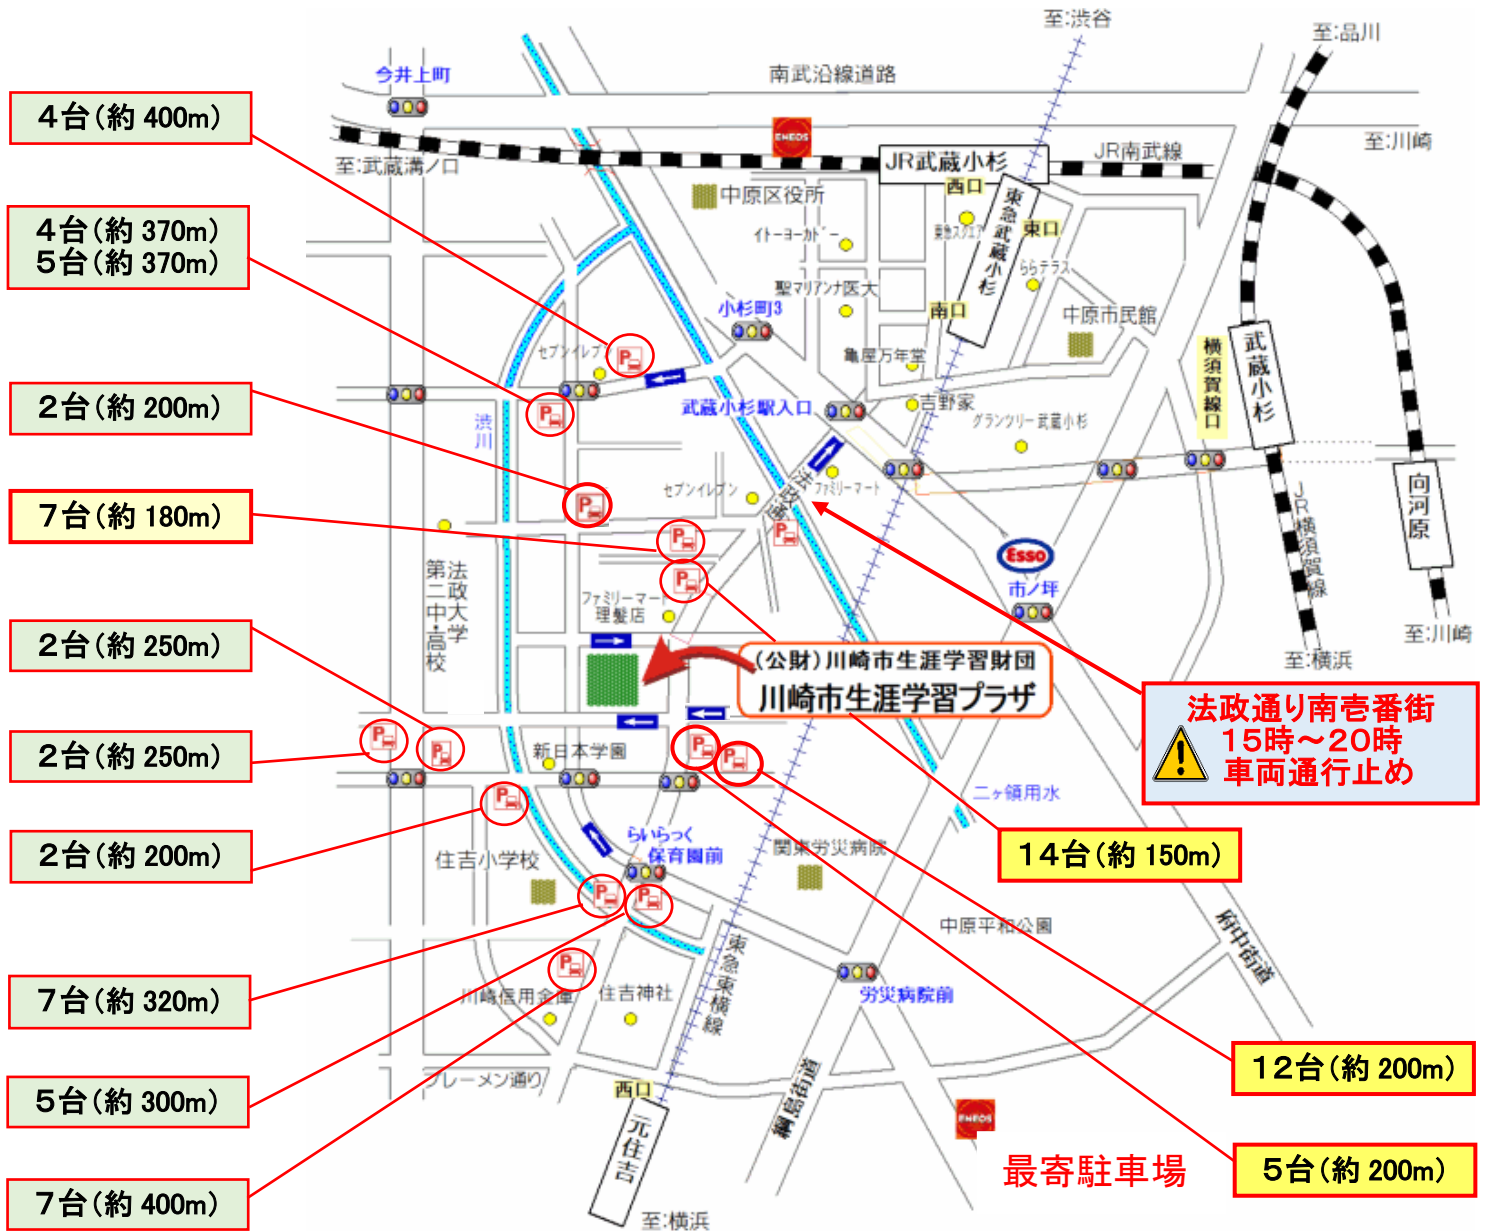 至:渋谷
至:品川
今井上町
南武沿線道路
4台(約 400m)
ENEOS
至:川崎
JR武蔵小杉
JR南武線
至:武蔵溝ノ口
西口
中原区役所
東急武蔵小杉
4台(約 370m)
5台(約 370m)
イトーヨーカドー
東急スクエア
東口
ららテラス
聖マリアンナ医大
小杉町3
南口
中原市民館
セブンイレブン
亀屋万年堂
横須賀線口
武蔵小杉
2台(約 200m)
渋川
武蔵小杉駅入口
吉野家
グランツリー武蔵小杉
セブンイレブン
法政通
ファミリーマート
向河原
JR横須賀線
7台(約 180m)
Esso
市ノ坪
法政大学
第二中・高校
ファミリーマート
理髪店
2台(約 250m)
至:川崎
(公財)川崎市生涯学習財団
川崎市生涯学習プラザ
至:横浜
法政通り南壱番街
15時～20時
車両通行止め
2台(約 250m)
新日本学園
二ヶ領用水
2台(約 200m)
らいらっく
保育園前
住吉小学校
関東労災病院
14台(約 150m)
中原平和公園
府中街道
東急東横線
7台(約 320m)
川崎信用金庫
住吉神社
労災病院前
5台(約 300m)
ブレーメン通り
西口
綱島街道
12台(約 200m)
ENEOS
元住吉
最寄駐車場
5台(約 200m)
7台(約 400m)
至:横浜